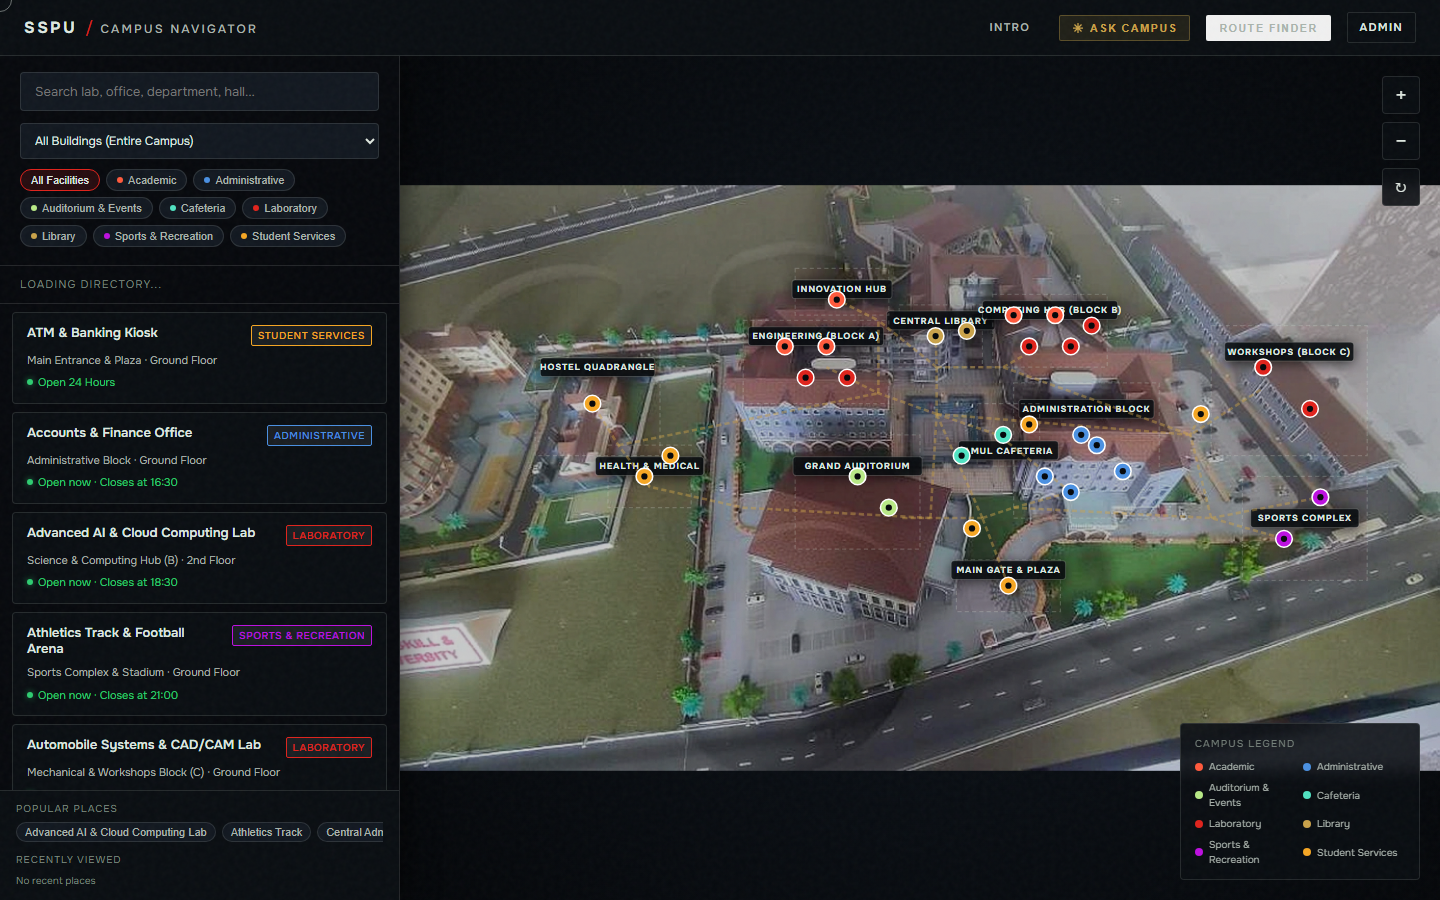 SSPU / CAMPUS NAVIGATOR
INTRO
✳ ASK CAMPUS
ROUTE FINDER
ADMIN
Search lab, office, department, hall...
All Buildings (Entire Campus)
All Facilities
Academic
Administrative
Auditorium & Events
Cafeteria
Laboratory
Library
Sports & Recreation
Student Services
LOADING DIRECTORY...
ATM & Banking Kiosk
STUDENT SERVICES
Main Entrance & Plaza · Ground Floor
Open 24 Hours
Accounts & Finance Office
ADMINISTRATIVE
Administrative Block · Ground Floor
Open now · Closes at 16:30
Advanced AI & Cloud Computing Lab
LABORATORY
Science & Computing Hub (B) · 2nd Floor
Open now · Closes at 18:30
Athletics Track & Football
Arena
SPORTS & RECREATION
Sports Complex & Stadium · Ground Floor
Open now · Closes at 21:00
Automobile Systems & CAD/CAM Lab
LABORATORY
Mechanical & Workshops Block (C) · Ground Floor
POPULAR PLACES
Advanced AI & Cloud Computing Lab
Athletics Track
Central Adm
RECENTLY VIEWED
No recent places
+
−
↻
INNOVATION HUB
COMPUTING HUB (BLOCK B)
CENTRAL LIBRARY
ENGINEERING (BLOCK A)
WORKSHOPS (BLOCK C)
HOSTEL QUADRANGLE
ADMINISTRATION BLOCK
MUL CAFETERIA
HEALTH & MEDICAL
GRAND AUDITORIUM
SPORTS COMPLEX
MAIN GATE & PLAZA
SKILL &
ERSITY
CAMPUS LEGEND
Academic
Administrative
Auditorium &
Events
Cafeteria
Laboratory
Library
Sports &
Recreation
Student Services